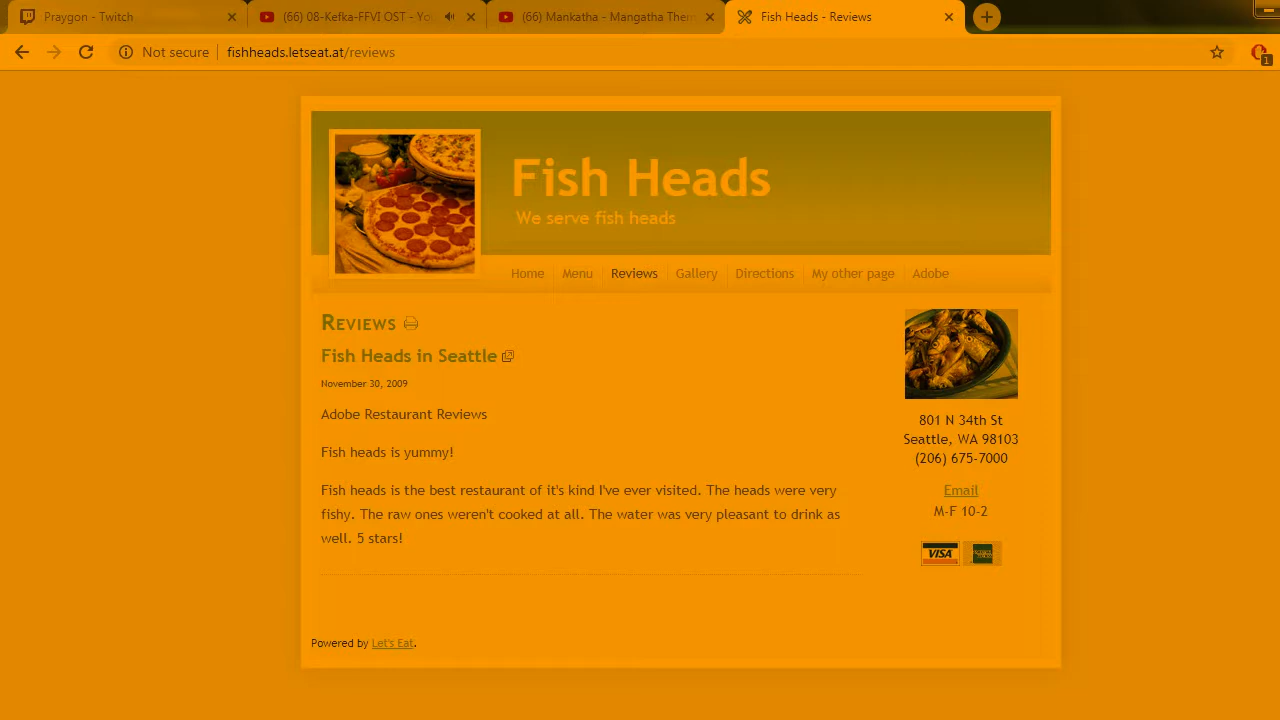 Praygon - Twitch
(66) 08-Kefka-FFVI OST - Yo
(66) Mankatha - Mangatha Them
Fish Heads - Reviews
Not secure
fishheads.letseat.at/reviews
1
Fish Heads
We serve fish heads
Home
Menu
Reviews
Gallery
Directions
My other page
Adobe
Reviews
Fish Heads in Seattle
November 30, 2009
Adobe Restaurant Reviews
Fish heads is yummy!
Fish heads is the best restaurant of it's kind I've ever visited. The heads were very
fishy. The raw ones weren't cooked at all. The water was very pleasant to drink as
well. 5 stars!
801 N 34th St
Seattle, WA 98103
(206) 675-7000
Email
M-F 10-2
VISA
Powered by Let's Eat.